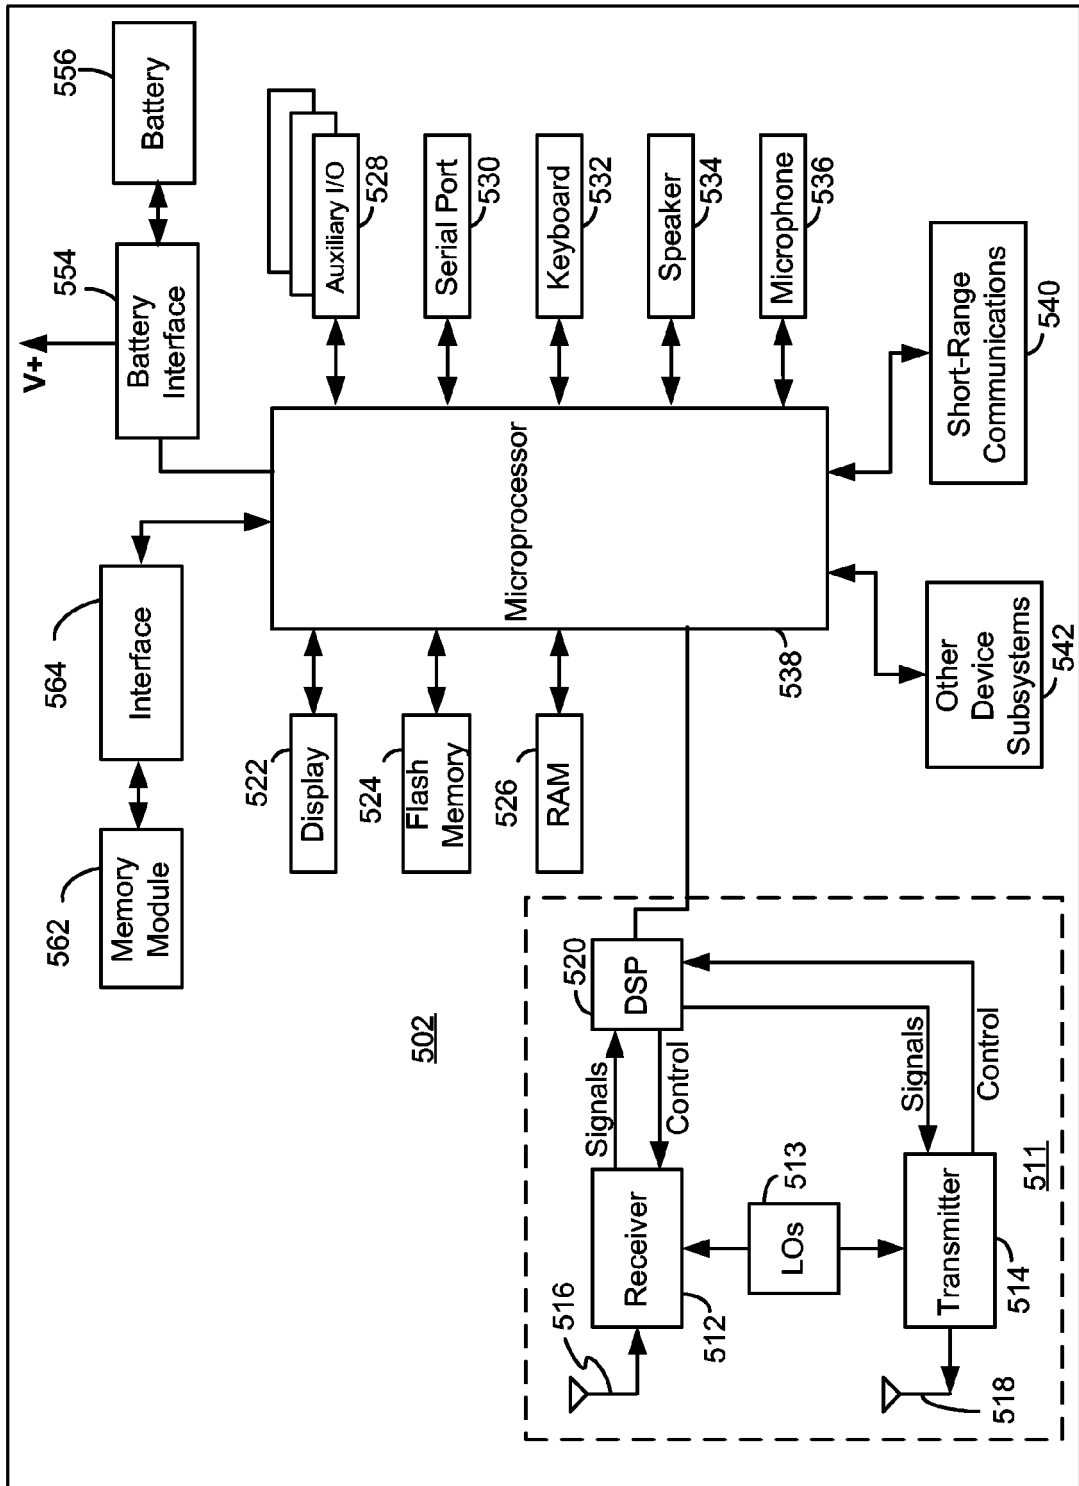 562
Memory
Module
564
Interface
V+
554
Battery
Interface
556
Battery
502
522
Display
524
Flash
Memory
526
RAM
Microprocessor
538
Auxiliary I/O
528
Serial Port
530
Keyboard
532
Speaker
534
Microphone
536
516
Receiver
512
Signals
Control
520
DSP
LOs
513
Signals
Control
Transmitter
514
518
511
Other
Device
Subsystems
542
Short-Range
Communications
540